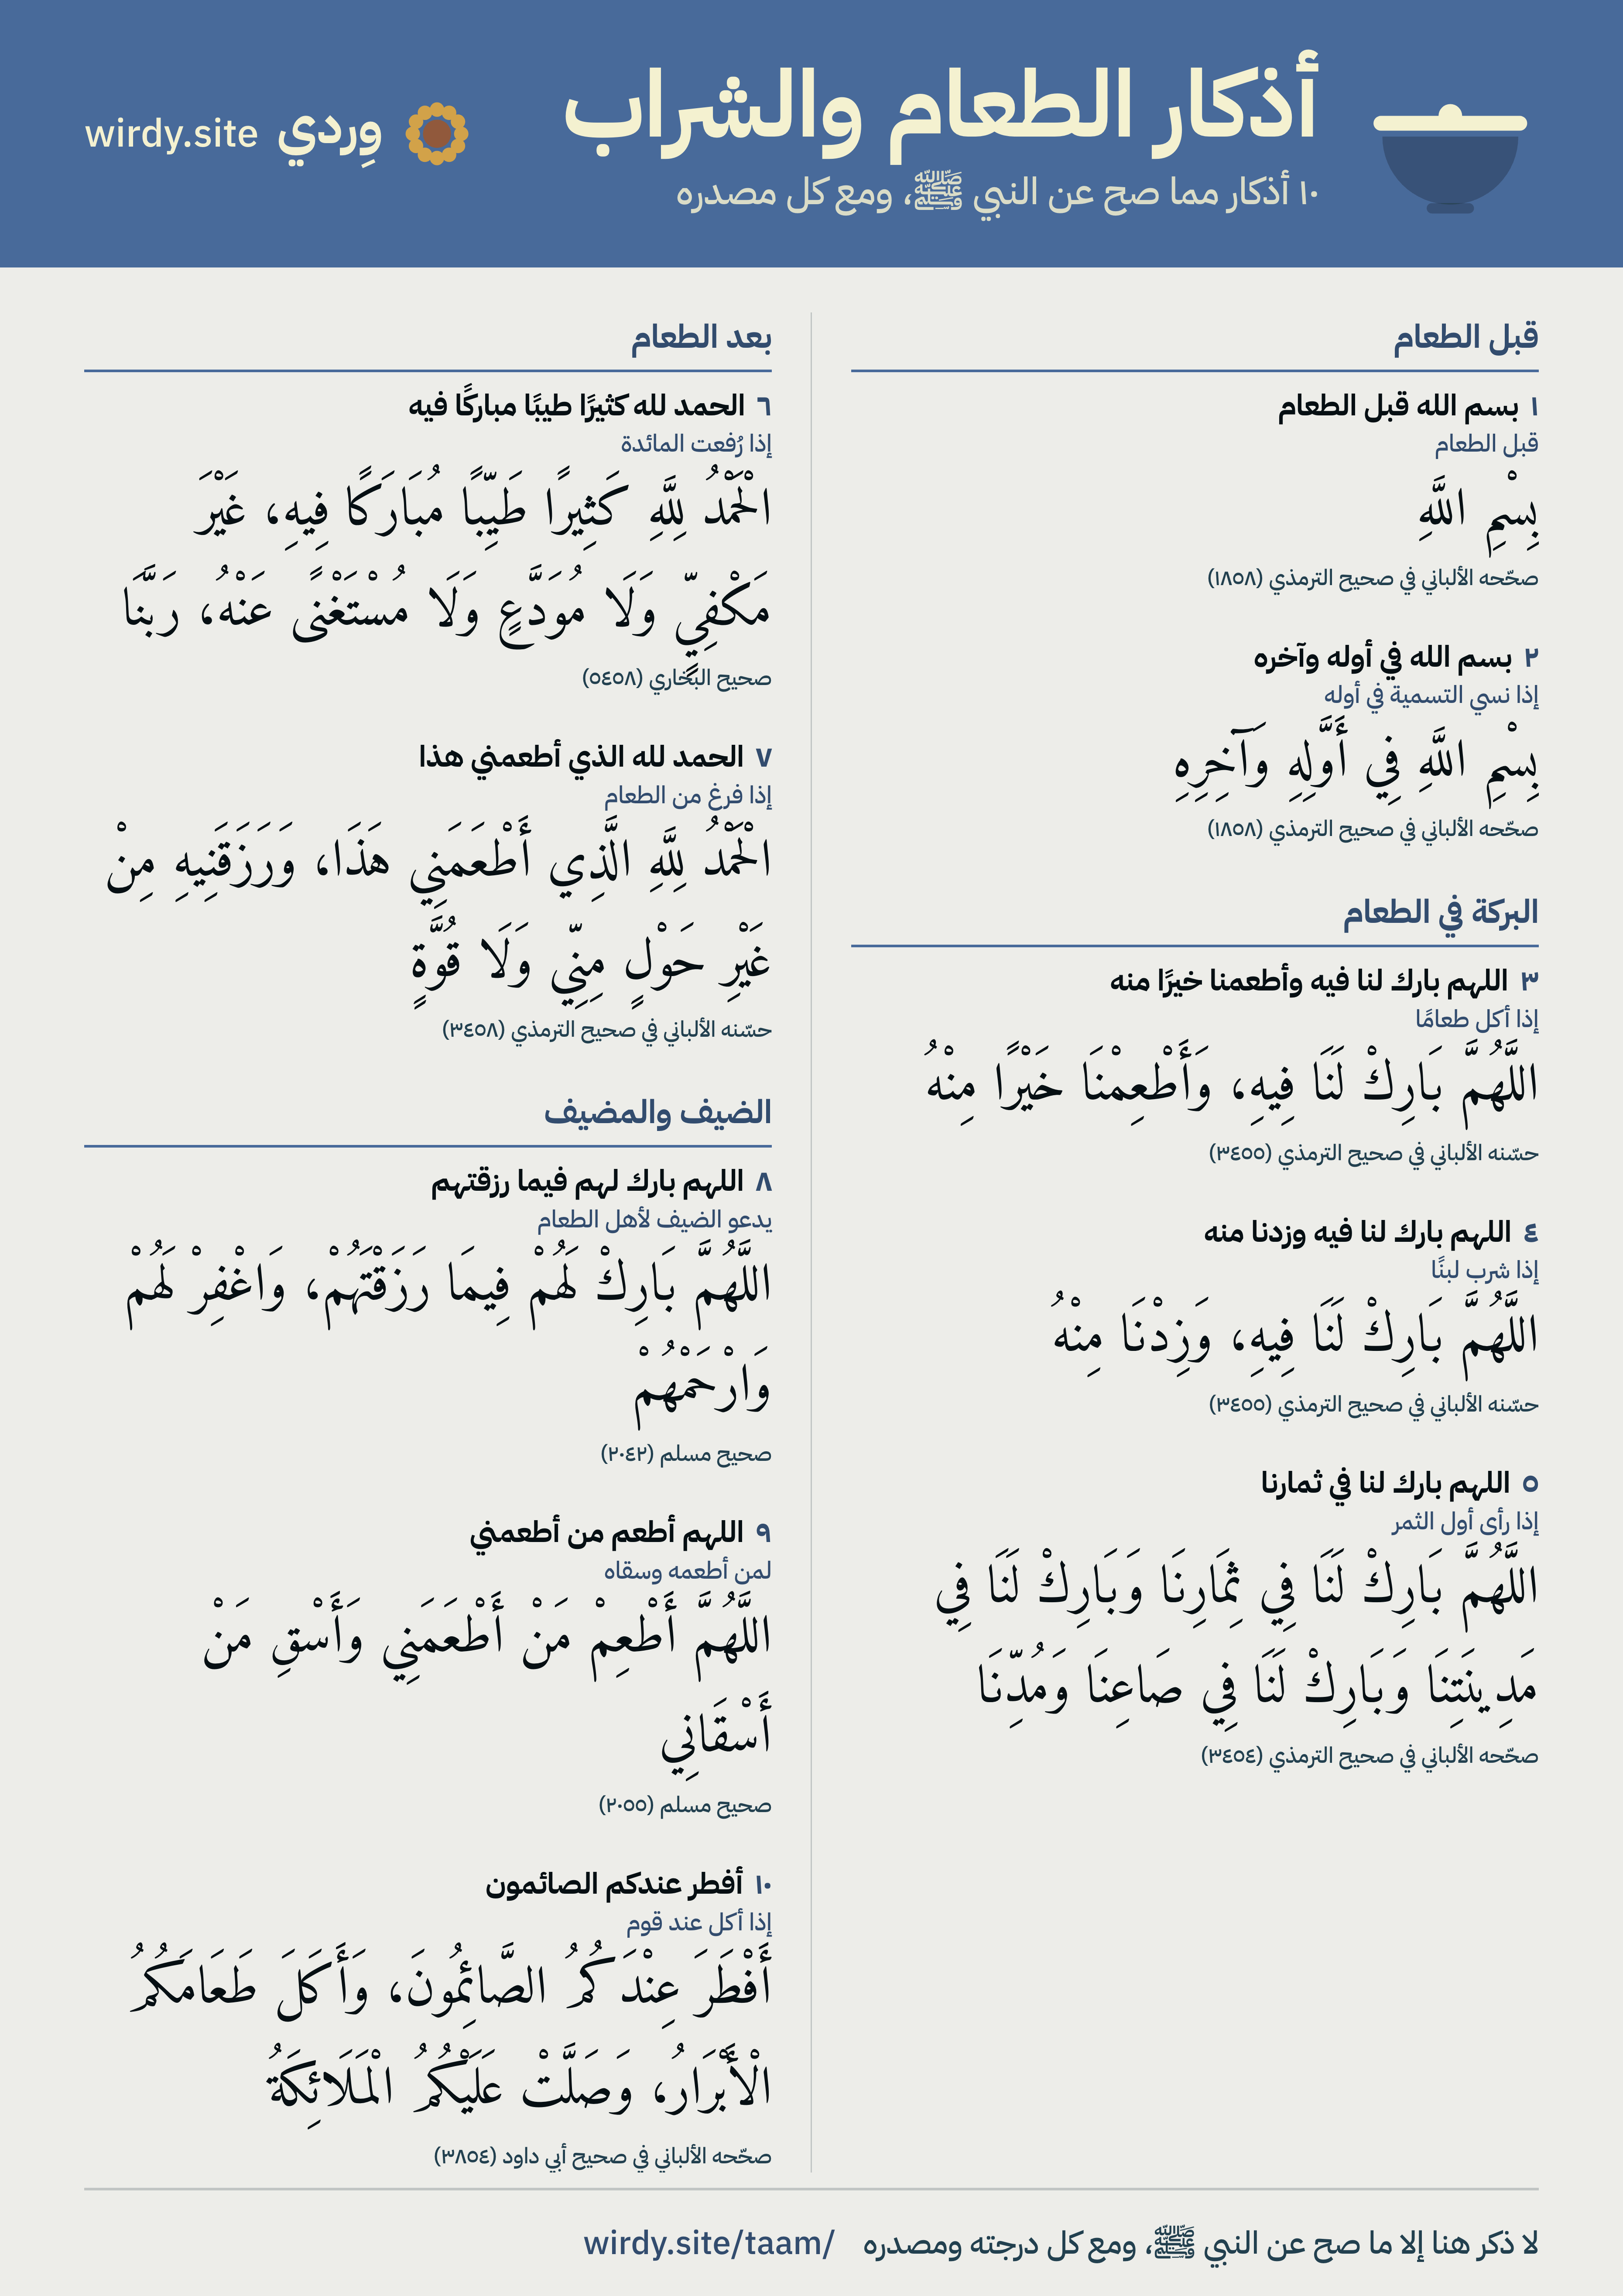 أذكار الطعام والشراب
١٠ أذكار مما صح عن النبي ﷺ، ومع كل مصدره
وِردي wirdy.site
قبل الطعام
١ بسم الله قبل الطعام
قبل الطعام
بِسْمِ اللَّهِ
صحّحه الألباني في صحيح الترمذي (١٨٥٨)
٢ بسم الله في أوله وآخره
إذا نسي التسمية في أوله
بِسْمِ اللَّهِ فِي أَوَّلِهِ وَآخِرِهِ
صحّحه الألباني في صحيح الترمذي (١٨٥٨)
البركة في الطعام
٣ اللهم بارك لنا فيه وأطعمنا خيرًا منه
إذا أكل طعامًا
اللَّهُمَّ بَارِكْ لَنَا فِيهِ، وَأَطْعِمْنَا خَيْرًا مِنْهُ
حسّنه الألباني في صحيح الترمذي (٣٤٥٥)
٤ اللهم بارك لنا فيه وزدنا منه
إذا شرب لبنًا
اللَّهُمَّ بَارِكْ لَنَا فِيهِ، وَزِدْنَا مِنْهُ
حسّنه الألباني في صحيح الترمذي (٣٤٥٥)
٥ اللهم بارك لنا في ثمارنا
إذا رأى أول الثمر
اللَّهُمَّ بَارِكْ لَنَا فِي ثِمَارِنَا وَبَارِكْ لَنَا فِي
مَدِينَتِنَا وَبَارِكْ لَنَا فِي صَاعِنَا وَمُدِّنَا
صحّحه الألباني في صحيح الترمذي (٣٤٥٤)
بعد الطعام
٦ الحمد لله كثيرًا طيبًا مباركًا فيه
إذا رُفعت المائدة
الْحَمْدُ لِلَّهِ كَثِيرًا طَيِّبًا مُبَارَكًا فِيهِ، غَيْرَ
مَكْفِيٍّ وَلَا مُوَدَّعٍ وَلَا مُسْتَغْنًى عَنْهُ، رَبَّنَا
صحيح البخاري (٥٤٥٨)
٧ الحمد لله الذي أطعمني هذا
إذا فرغ من الطعام
الْحَمْدُ لِلَّهِ الَّذِي أَطْعَمَنِي هَذَا، وَرَزَقَنِيهِ مِنْ
غَيْرِ حَوْلٍ مِنِّي وَلَا قُوَّةٍ
حسّنه الألباني في صحيح الترمذي (٣٤٥٨)
الضيف والمضيف
٨ اللهم بارك لهم فيما رزقتهم
يدعو الضيف لأهل الطعام
اللَّهُمَّ بَارِكْ لَهُمْ فِيمَا رَزَقْتَهُمْ، وَاغْفِرْ لَهُمْ
وَارْحَمْهُمْ
صحيح مسلم (٢٠٤٢)
٩ اللهم أطعم من أطعمني
لمن أطعمه وسقاه
اللَّهُمَّ أَطْعِمْ مَنْ أَطْعَمَنِي وَأَسْقِ مَنْ
أَسْقَانِي
صحيح مسلم (٢٠٥٥)
١٠ أفطر عندكم الصائمون
إذا أكل عند قوم
أَفْطَرَ عِنْدَكُمُ الصَّائِمُونَ، وَأَكَلَ طَعَامَكُمُ
الْأَبْرَارُ، وَصَلَّتْ عَلَيْكُمُ الْمَلَائِكَةُ
صحّحه الألباني في صحيح أبي داود (٣٨٥٤)
لا ذكر هنا إلا ما صح عن النبي ﷺ، ومع كل درجته ومصدره wirdy.site/taam/